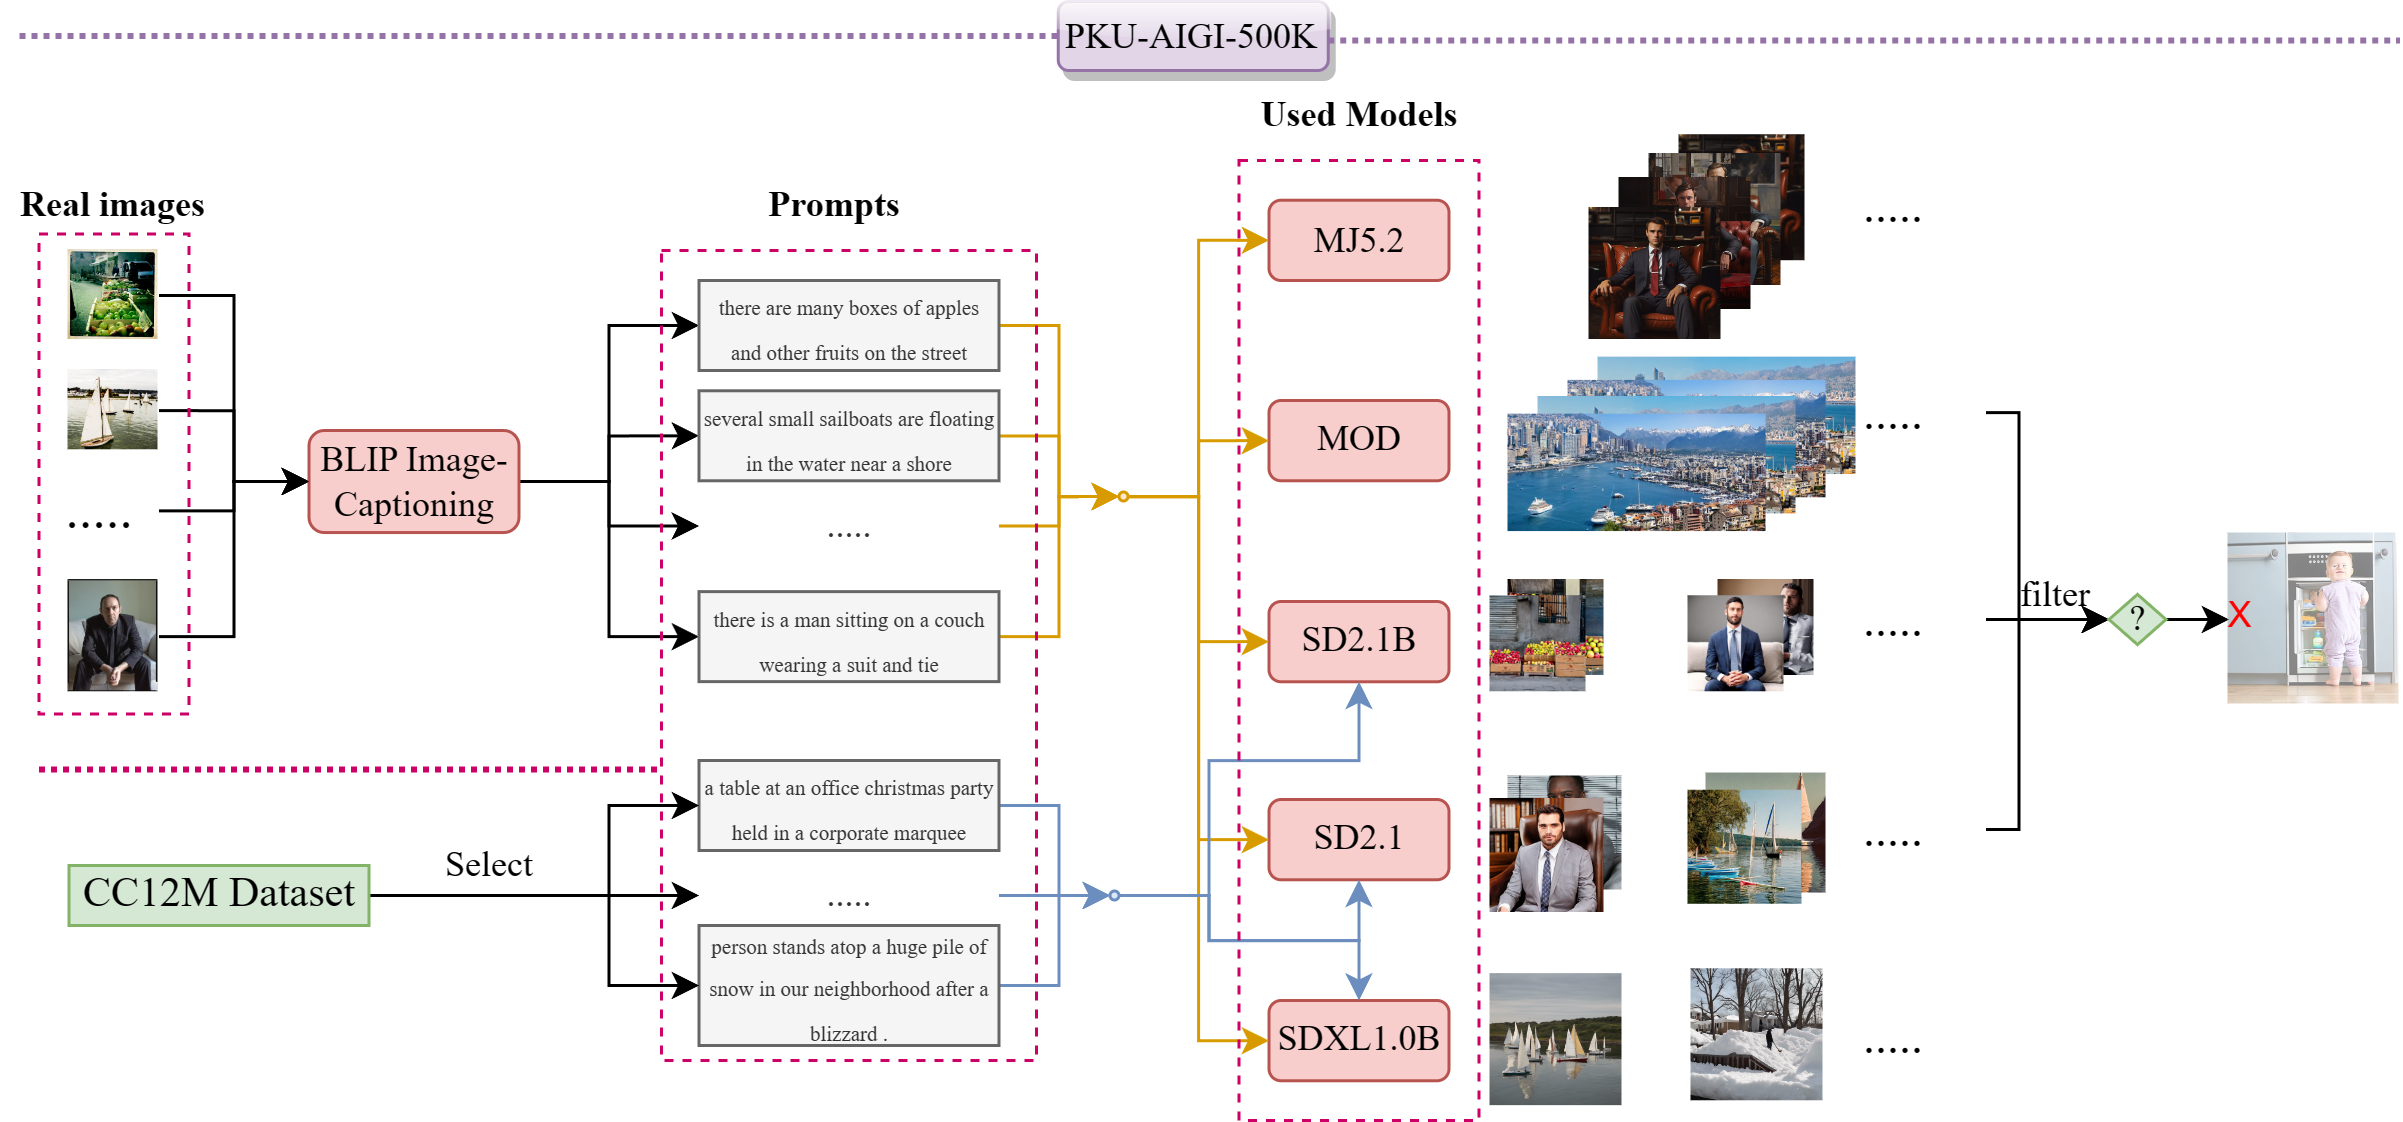 PKU-AIGI-500K
Used Models
Real images
Prompts
BLIP Image-
Captioning
.....
there are many boxes of apples
and other fruits on the street
several small sailboats are floating
in the water near a shore
.....
there is a man sitting on a couch
wearing a suit and tie
CC12M Dataset
Select
a table at an office christmas party
held in a corporate marquee
.....
person stands atop a huge pile of
snow in our neighborhood after a
blizzard .
MJ5.2
MOD
SD2.1B
SD2.1
SDXL1.0B
.....
.....
.....
.....
.....
filter
?
X